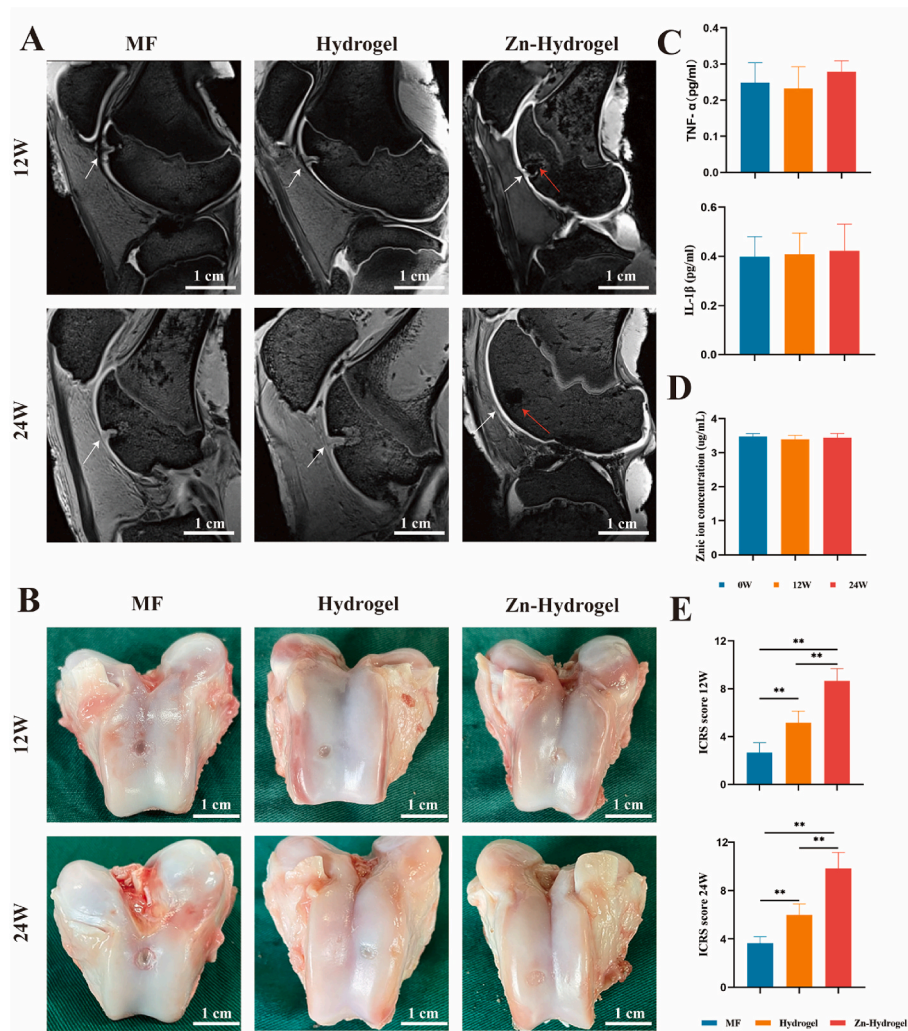 A
MF
Hydrogel
Zn-Hydrogel
12W
1 cm
1 cm
1 cm
24W
1 cm
1 cm
1 cm
B
MF
Hydrogel
Zn-Hydrogel
12W
1 cm
1 cm
1 cm
24W
1 cm
1 cm
1 cm
C
TNF- α(pg/ml)
0.4
0.3
0.2
0.1
0.0
IL-1β (pg/ml)
0.6
0.4
0.2
0.0
D
Znic ion concentration (ug/mL)
4
3
2
1
0
0W 12W 24W
E
ICRS score 12W
12
8
4
0
**
**
**
ICRS score 24W
12
8
4
0
**
**
**
MF Hydrogel Zn-Hydrogel